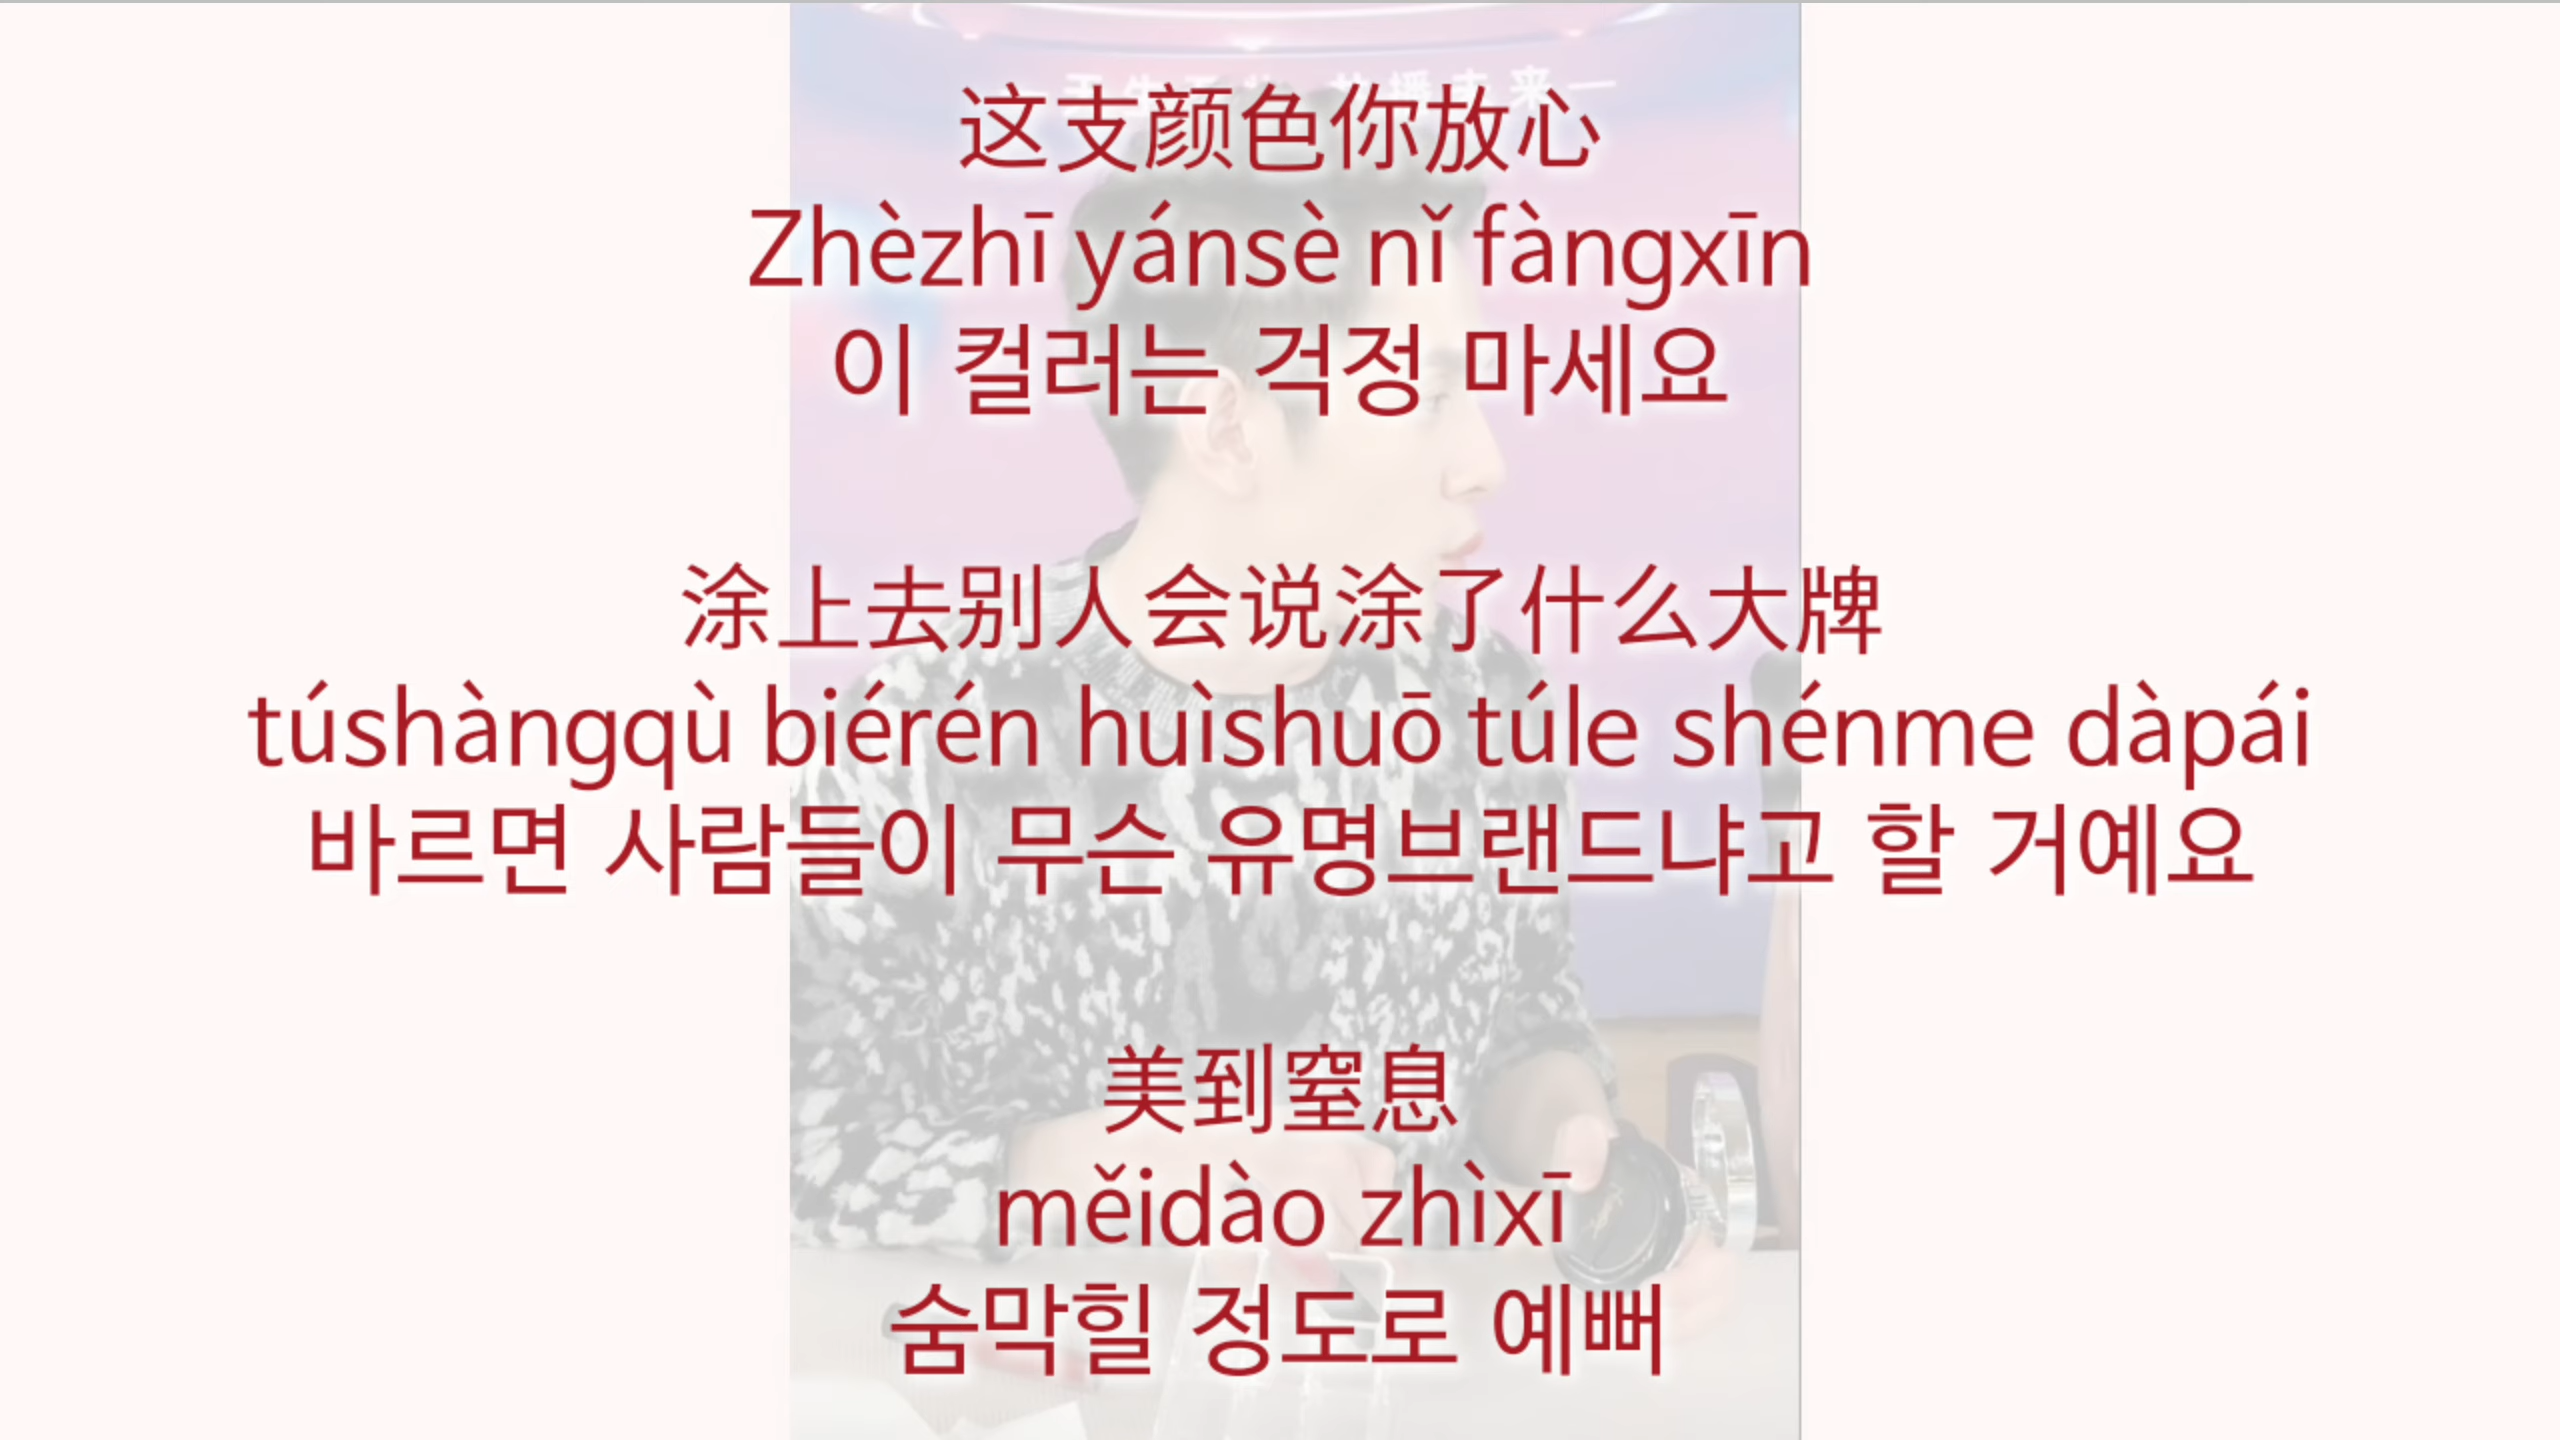 这支颜色你放心
Zhèzhī yánsè nǐ fàngxīn
이 컬러는 걱정 마세요
涂上去别人会说涂了什么大牌
túshàngqù biérén huìshuō túle shénme dàpái
바르면 사람들이 무슨 유명브랜드냐고 할 거예요
美到窒息
měidào zhìxī
숨막힐 정도로 예뻐